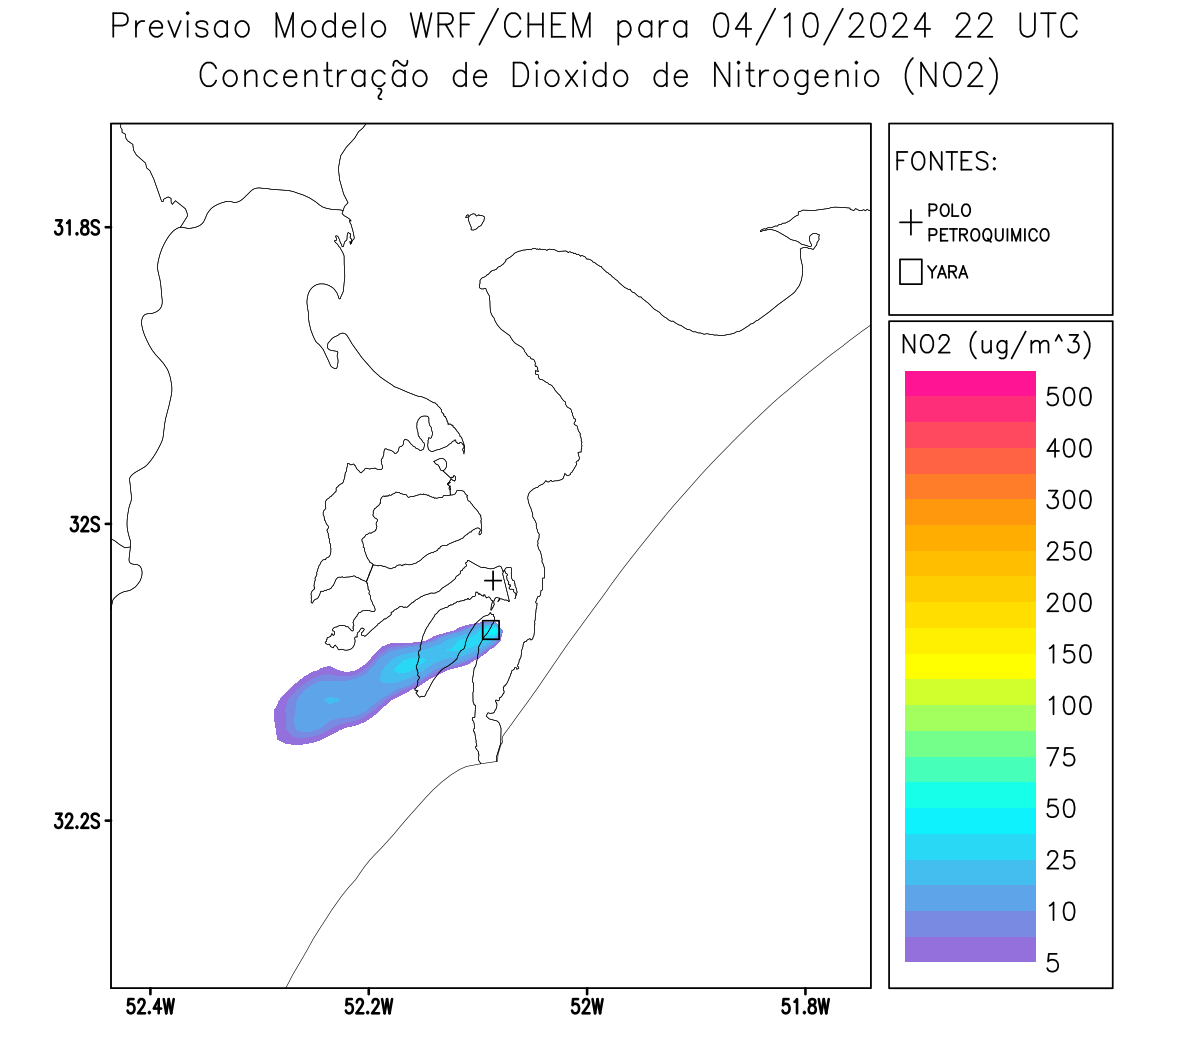 Previsao Modelo WRF/CHEM para 04/10/2024 22 UTC
Concentração de Dioxido de Nitrogenio (NO2)
FONTES:
POLO
PETROQUIMICO
YARA
NO2 (ug/m^3)
500
400
300
250
200
150
100
75
50
25
10
5
31.8S
32S
32.2S
52.4W
52.2W
52W
51.8W